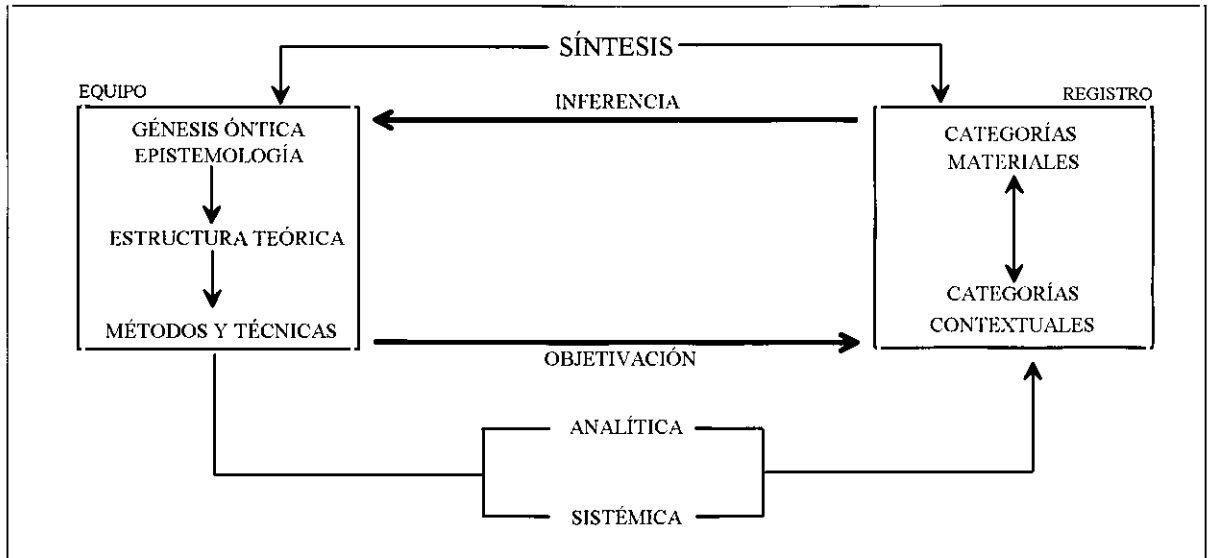 SÍNTESIS
EQUIPO
INFERENCIA
REGISTRO
GÉNESIS ÓNTICA
EPISTEMOLOGÍA
ESTRUCTURA TEÓRICA
MÉTODOS Y TÉCNICAS
CATEGORÍAS
MATERIALES
CATEGORÍAS
CONTEXTUALES
OBJETIVACIÓN
ANALÍTICA
SISTÉMICA